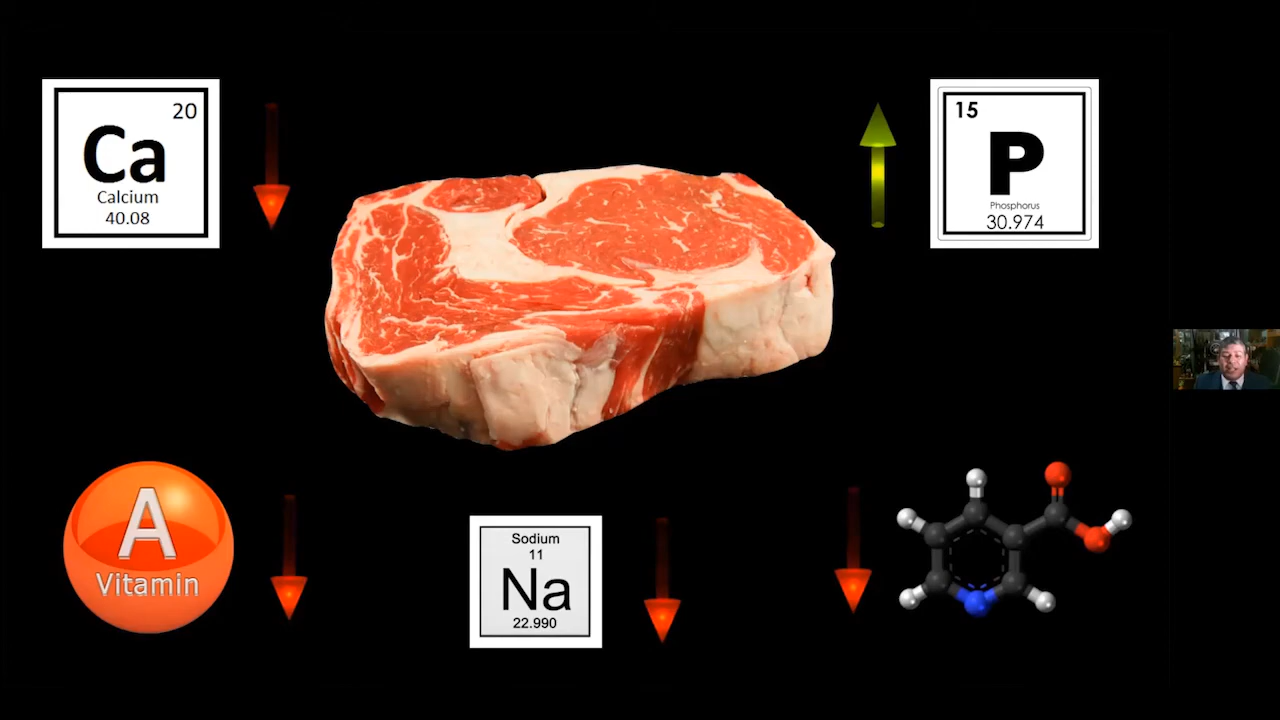 20
Ca
Calcium
40.08
15
P
Phosphorus
30.974
A
Vitamin
Sodium
11
Na
22.990